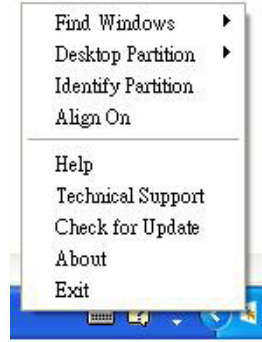 Find Windows
Desktop Partition
Identify Partition
Align On
Help
Technical Support
Check for Update
About
Exit